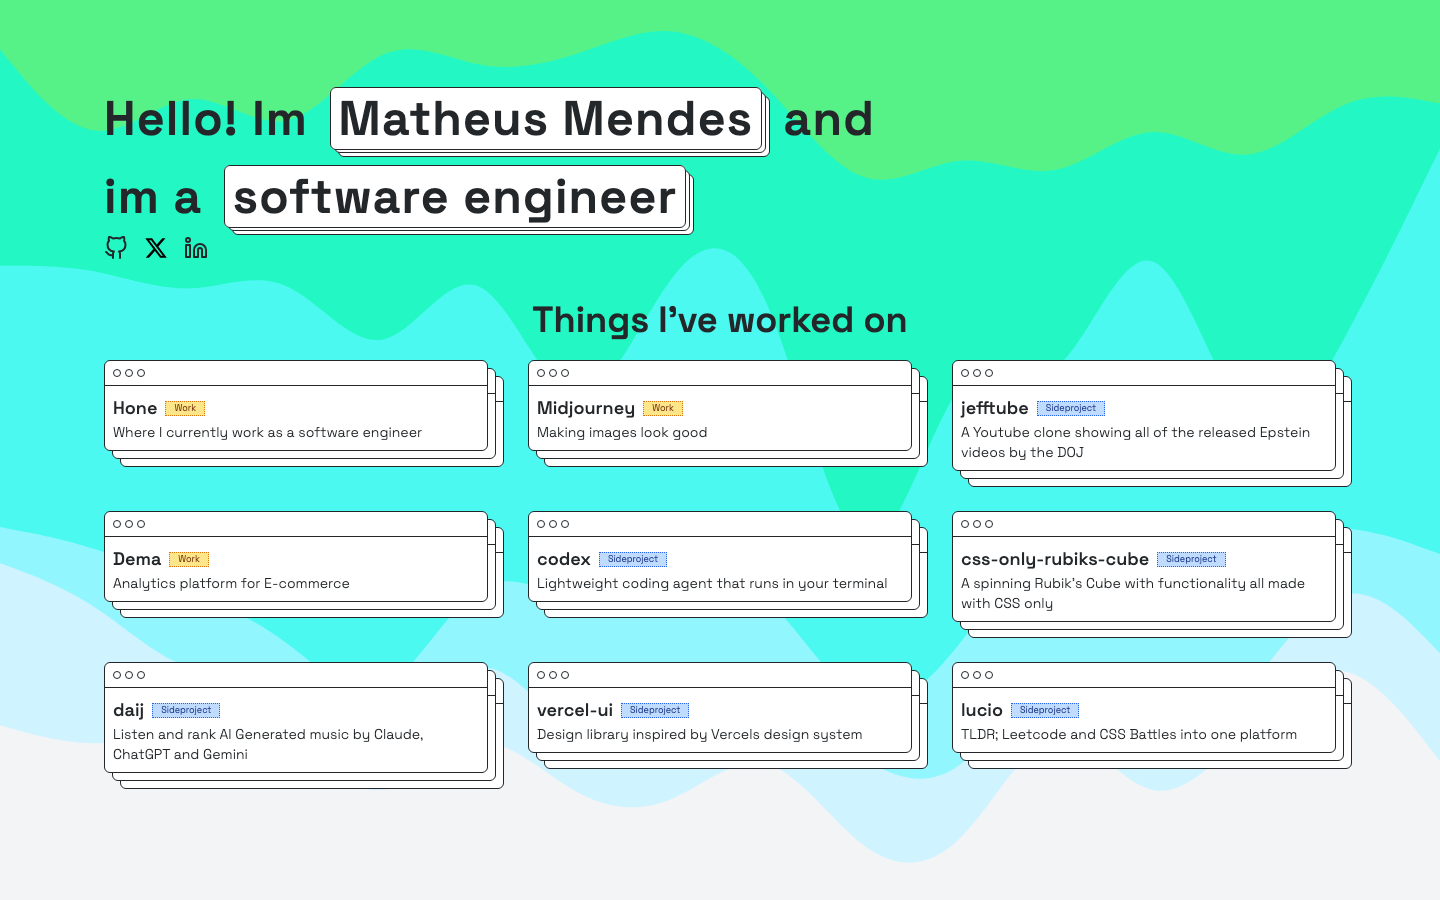 Hello! Im Matheus Mendes and
im a software engineer
Things I've worked on
Hone Work
Where I currently work as a software engineer
Midjourney Work
Making images look good
jefftube Sideproject
A Youtube clone showing all of the released Epstein
videos by the DOJ
Dema Work
Analytics platform for E-commerce
codex Sideproject
Lightweight coding agent that runs in your terminal
css-only-rubiks-cube Sideproject
A spinning Rubik's Cube with functionality all made
with CSS only
daij Sideproject
Listen and rank AI Generated music by Claude,
ChatGPT and Gemini
vercel-ui Sideproject
Design library inspired by Vercels design system
lucio Sideproject
TLDR; Leetcode and CSS Battles into one platform